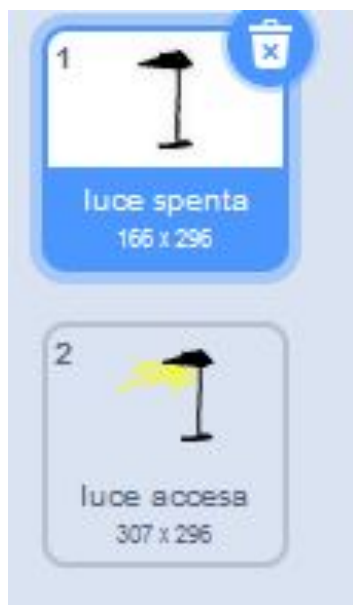 1
luce spenta
166 x 296
2
luce accesa
307 x 296